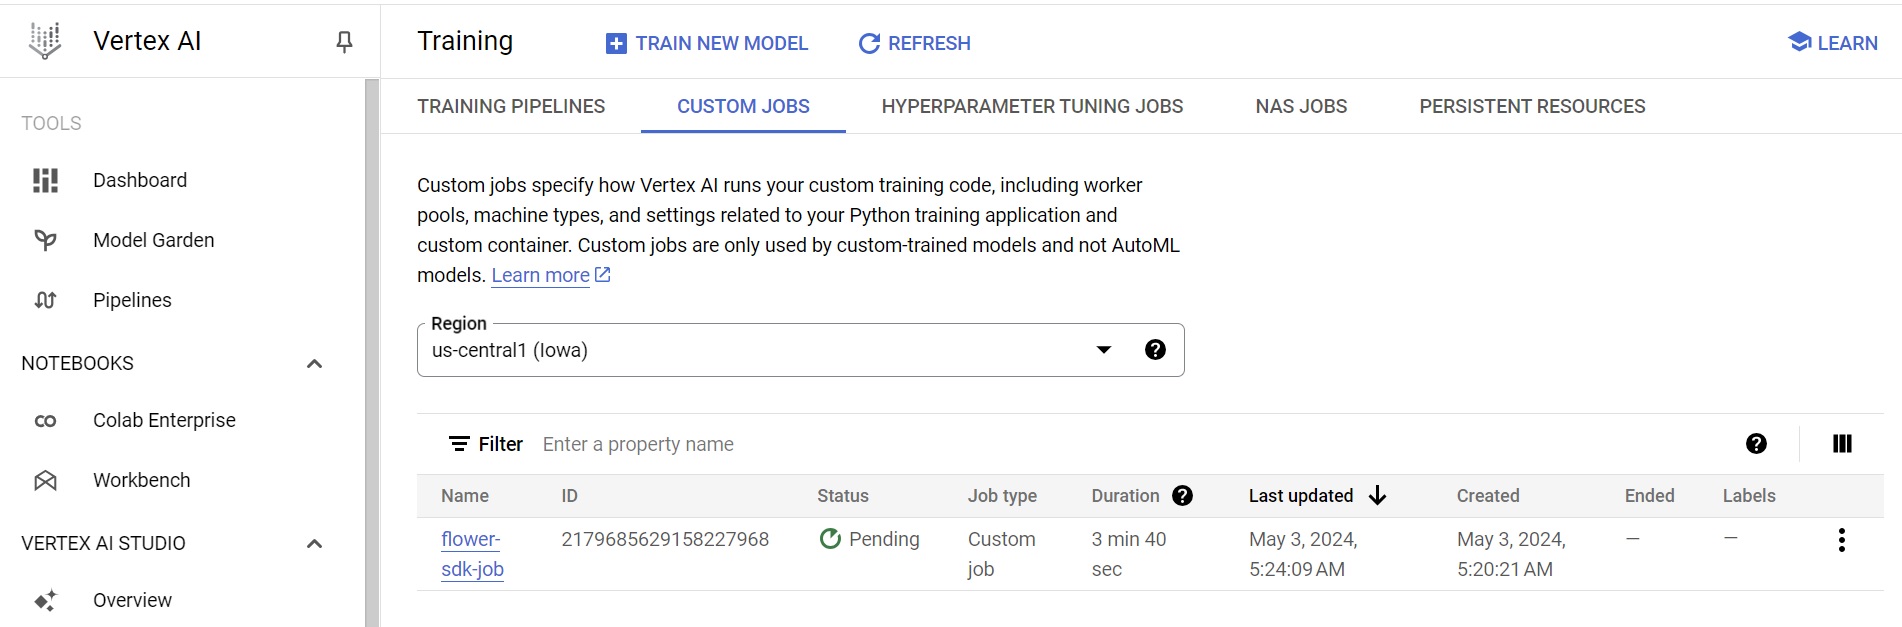 Vertex AI
Training
TRAIN NEW MODEL
REFRESH
LEARN
TRAINING PIPELINES
CUSTOM JOBS
HYPERPARAMETER TUNING JOBS
NAS JOBS
PERSISTENT RESOURCES
TOOLS
Dashboard
Model Garden
Pipelines
NOTEBOOKS
Colab Enterprise
Workbench
VERTEX AI STUDIO
Overview
Custom jobs specify how Vertex AI runs your custom training code, including worker
pools, machine types, and settings related to your Python training application and
custom container. Custom jobs are only used by custom-trained models and not AutoML
models. Learn more
Region
us-central1 (Iowa)
Filter Enter a property name
Name ID Status Job type Duration Last updated Created Ended Labels
flower- 2179685629158227968 Pending Custom 3 min 40 May 3, 2024, May 3, 2024, — —
sdk-job job sec 5:24:09 AM 5:20:21 AM